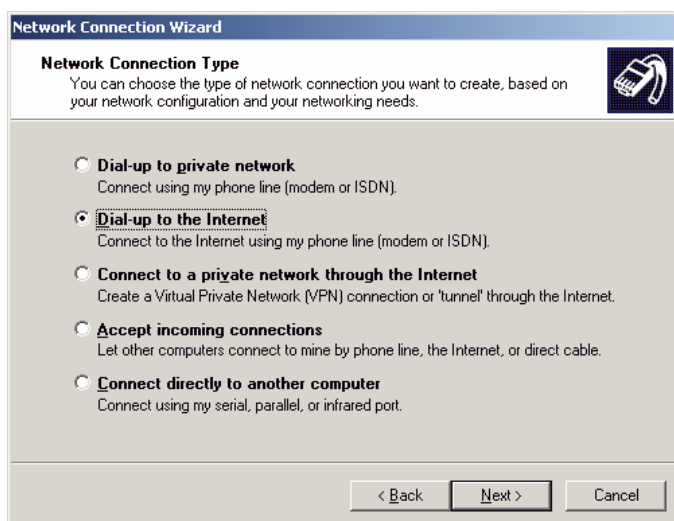 Network Connection Wizard
Network Connection Type
You can choose the type of network connection you want to create, based on
your network configuration and your networking needs.
Dial-up to private network
Connect using my phone line (modem or ISDN).
Dial-up to the Internet
Connect to the Internet using my phone line (modem or ISDN).
Connect to a private network through the Internet
Create a Virtual Private Network (VPN) connection or 'tunnel' through the Internet.
Accept incoming connections
Let other computers connect to mine by phone line, the Internet, or direct cable.
Connect directly to another computer
Connect using my serial, parallel, or infrared port.
< Back Next > Cancel